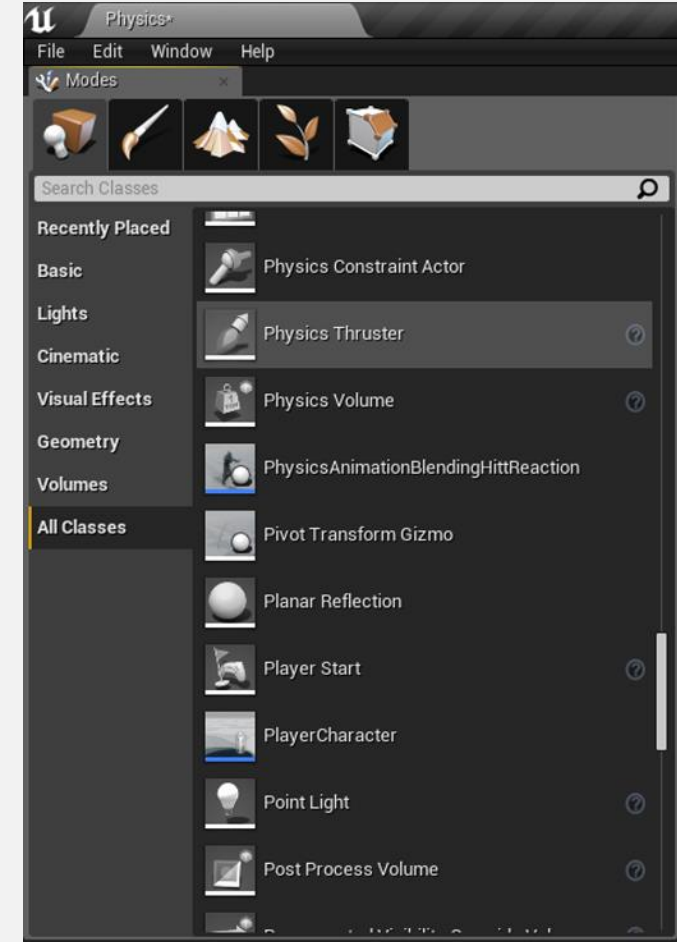 Physics*
File Edit Window Help
Modes
Search Classes
Recently Placed
Basic
Lights
Cinematic
Visual Effects
Geometry
Volumes
All Classes
Physics Constraint Actor
Physics Thruster
Physics Volume
PhysicsAnimationBlendingHittReaction
Pivot Transform Gizmo
Planar Reflection
Player Start
PlayerCharacter
Point Light
Post Process Volume